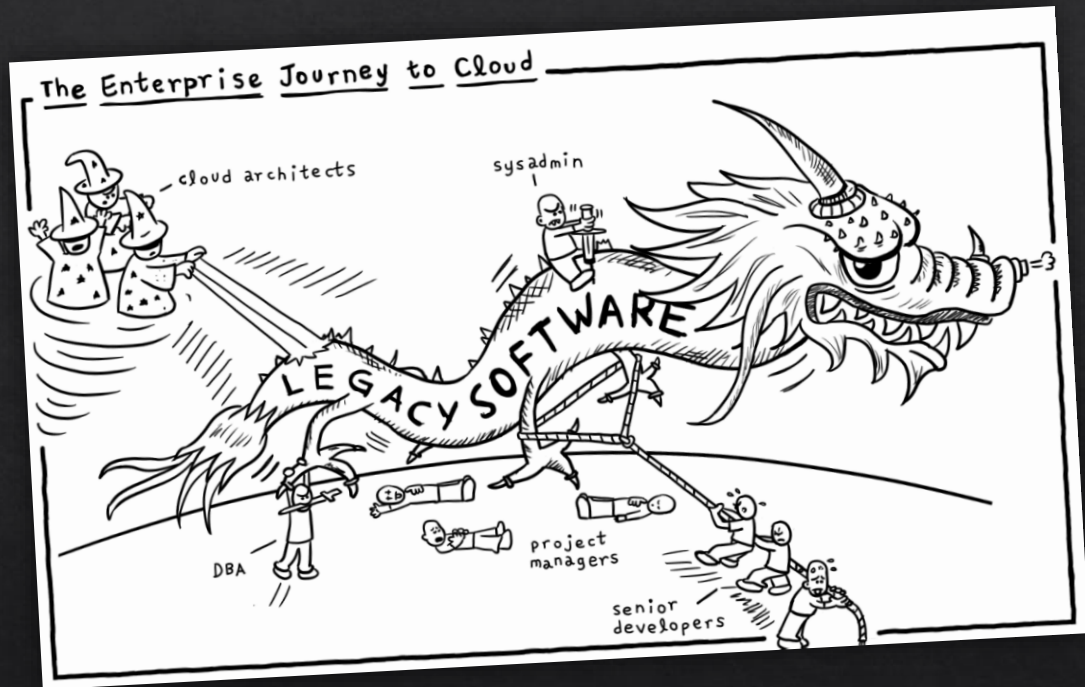 The Enterprise Journey to Cloud
cloud architects
sysadmin
LEGACY SOFTWARE
DBA
project
managers
senior
developers